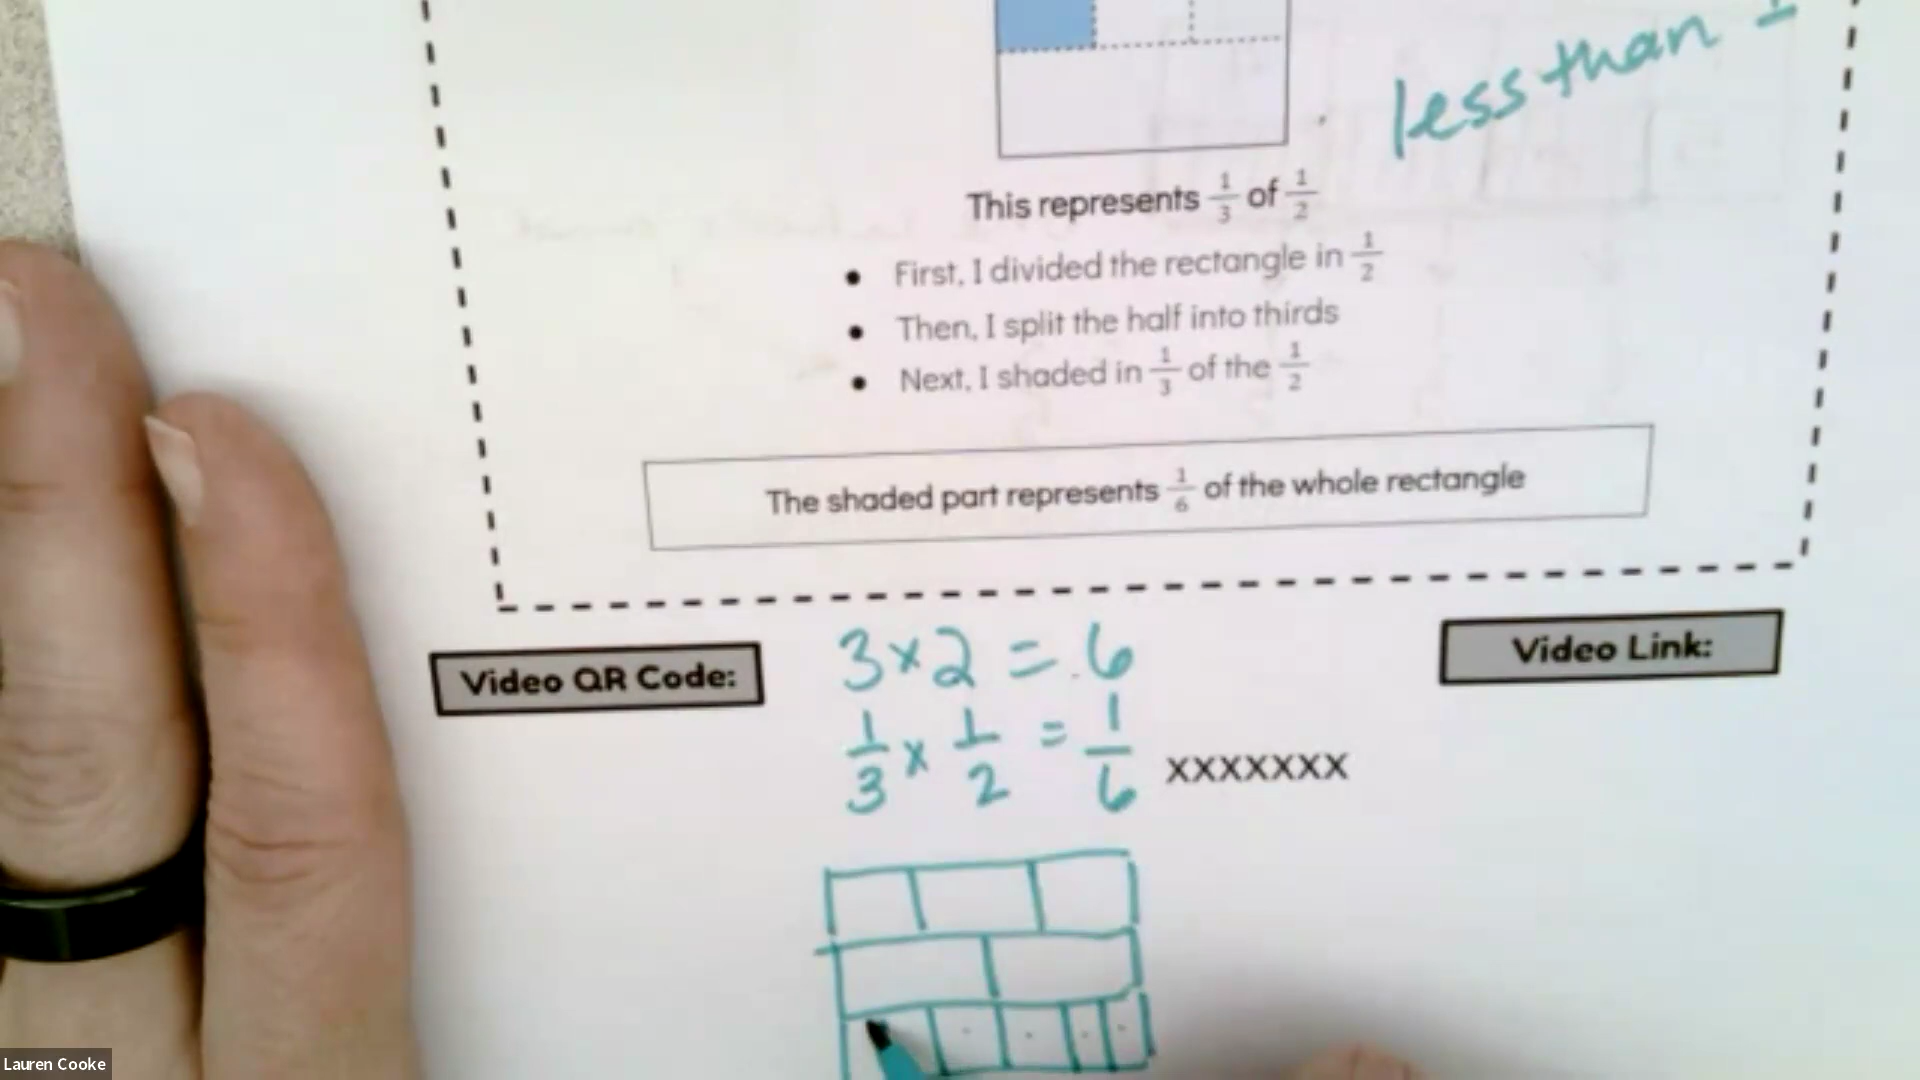 less than
This represents 1/3 of 1/2
• First, I divided the rectangle in 1/2
• Then, I split the half into thirds
• Next, I shaded in 1/3 of the 1/2
The shaded part represents 1/6 of the whole rectangle
Video QR Code:
3 x 2 = 6
Video Link:
1/3 x 1/2 = 1/6
XXXXXXX
Lauren Cooke